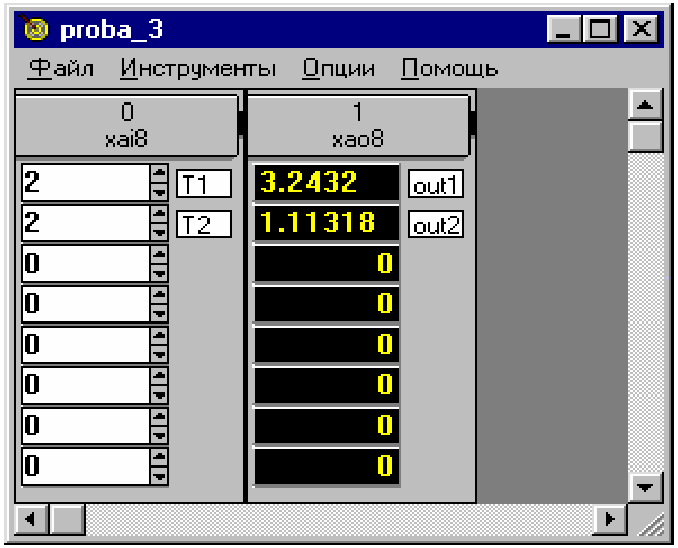 proba_3
Файл Инструменты Опции Помощь
0 1
xai8 xao8
2 T1 3.2432 out1
2 T2 1.11318 out2
0 0
0 0
0 0
0 0
0 0
0 0